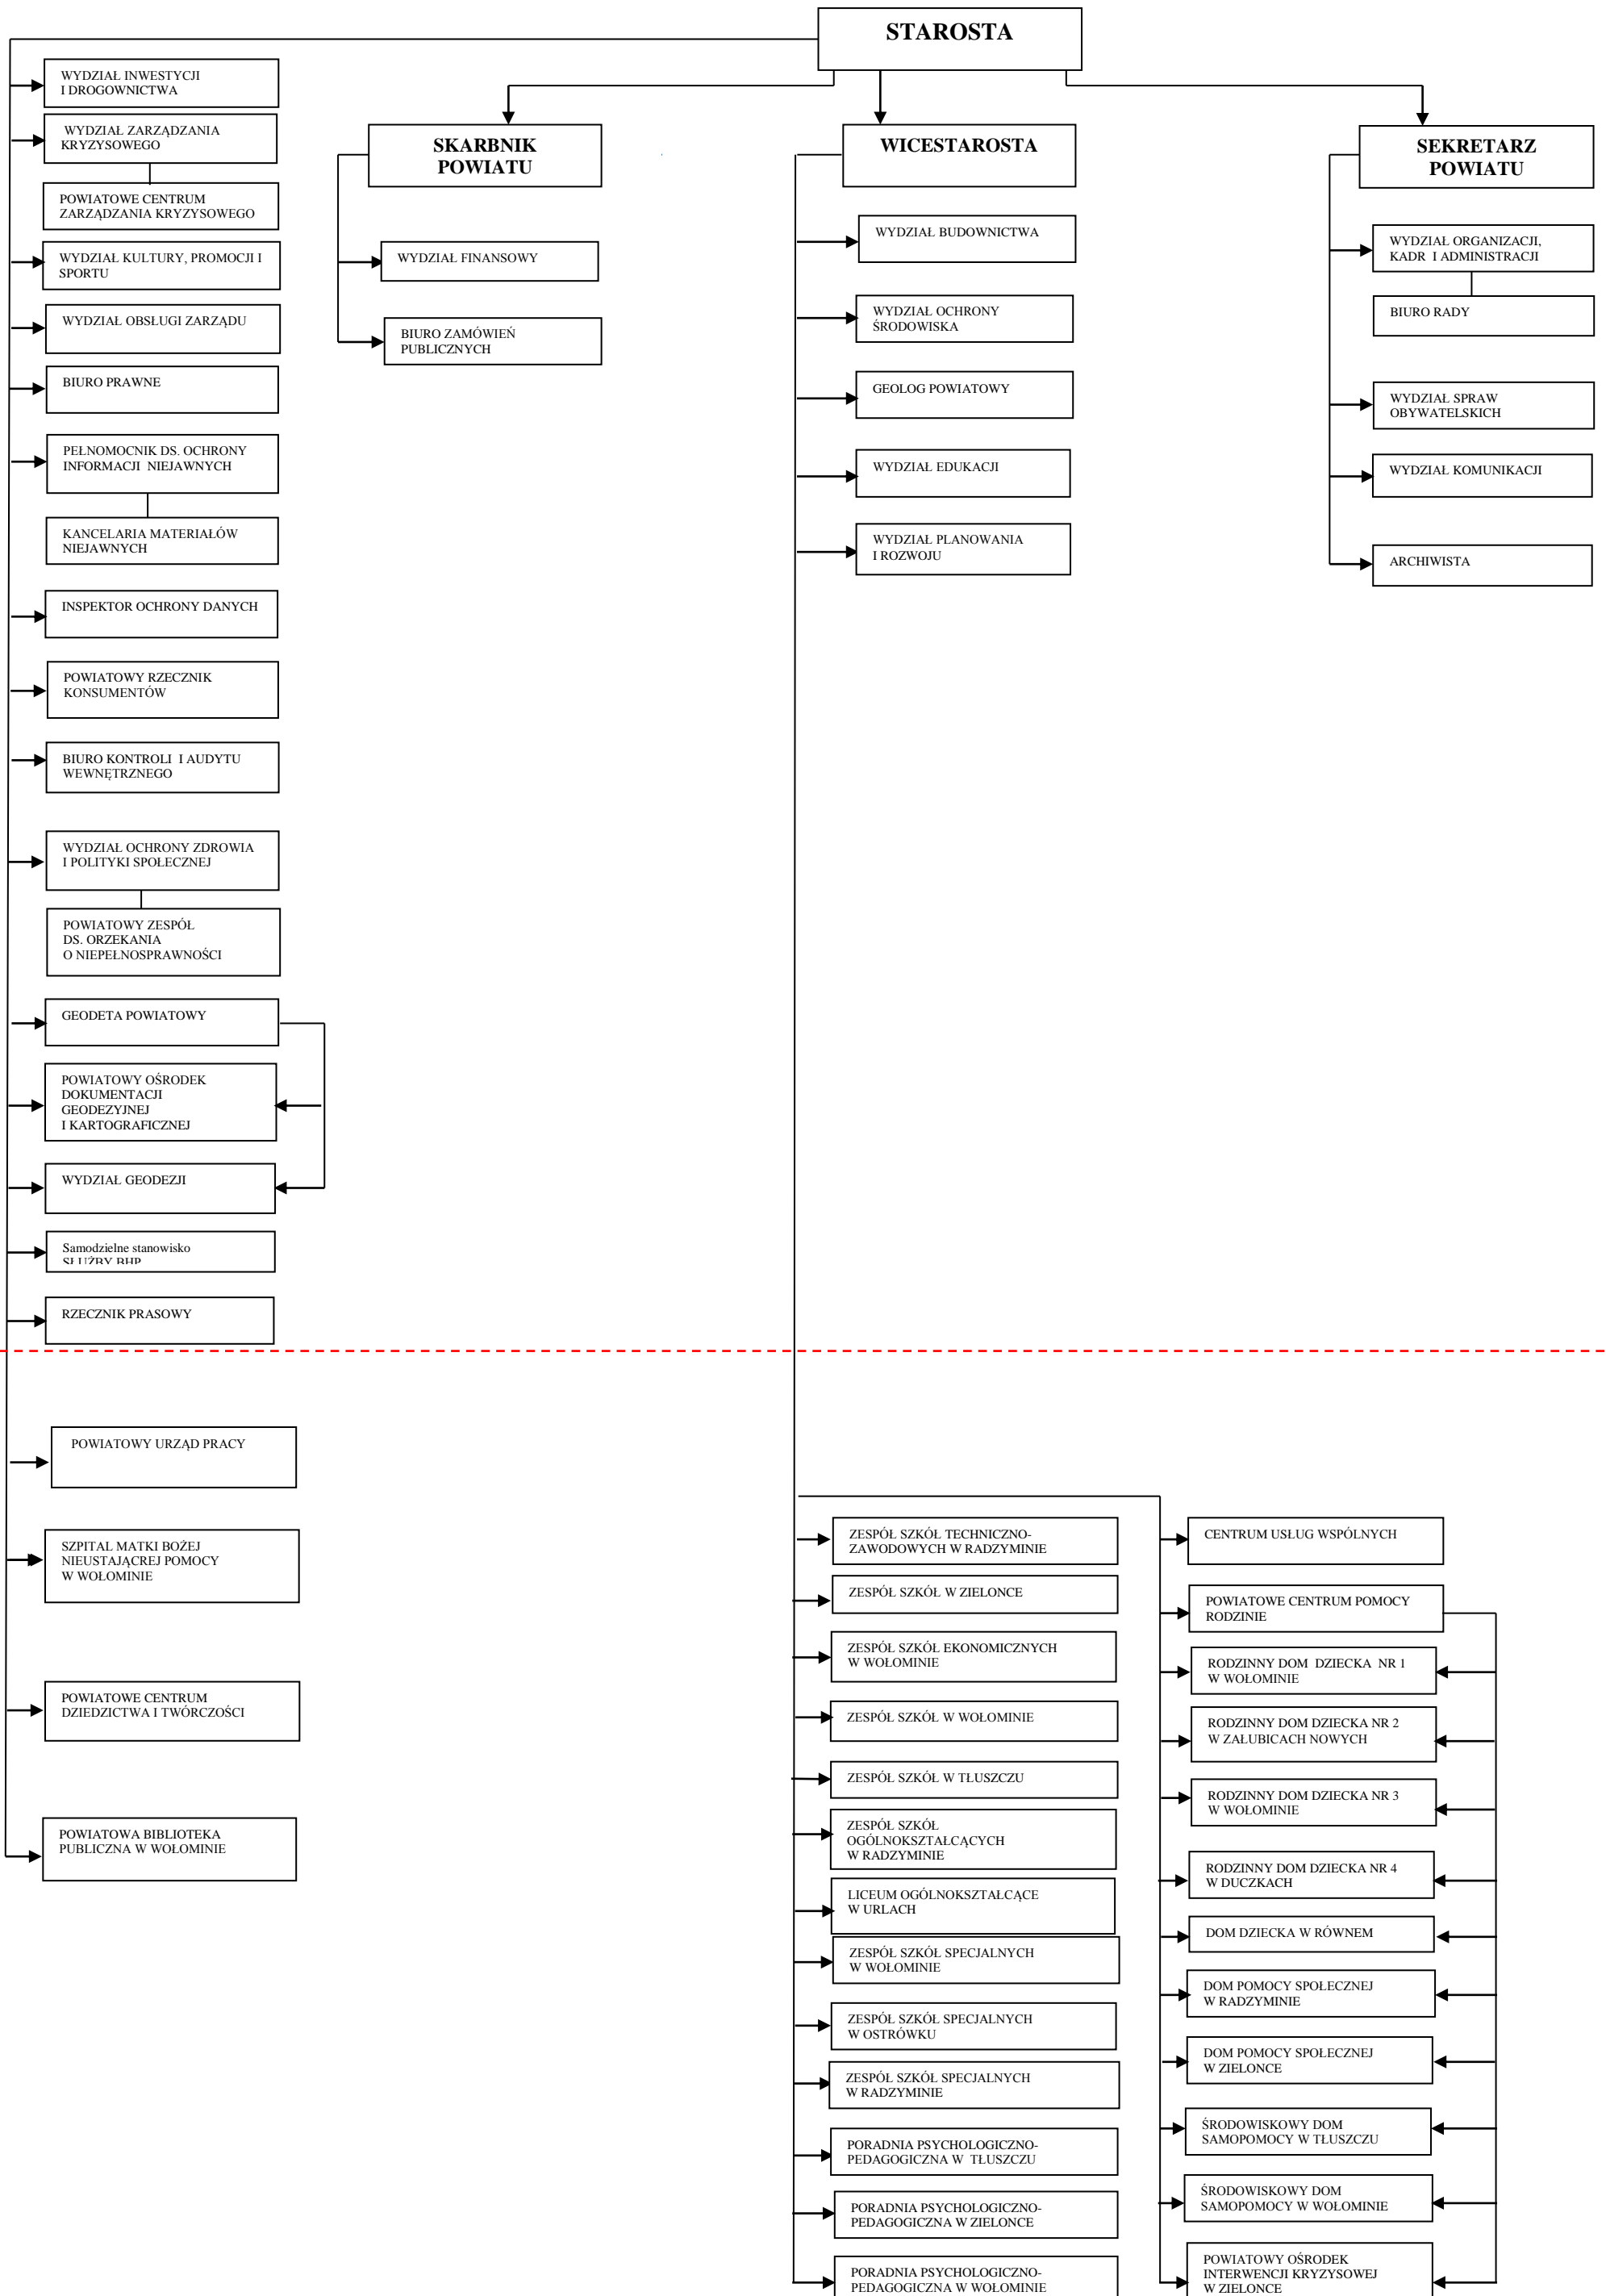 STAROSTA
WYDZIAŁ INWESTYCJI
I DROGOWNICTWA
WYDZIAŁ ZARZĄDZANIA
KRYZYSOWEGO
POWIATOWE CENTRUM
ZARZĄDZANIA KRYZYSOWEGO
WYDZIAŁ KULTURY, PROMOCJI I
SPORTU
WYDZIAŁ OBSŁUGI ZARZĄDU
BIURO PRAWNE
PEŁNOMOCNIK DS. OCHRONY
INFORMACJI NIEJAWNYCH
KANCELARIA MATERIAŁÓW
NIEJAWNYCH
INSPEKTOR OCHRONY DANYCH
POWIATOWY RZECZNIK
KONSUMENTÓW
BIURO KONTROLI I AUDYTU
WEWNĘTRZNEGO
WYDZIAŁ OCHRONY ZDROWIA
I POLITYKI SPOŁECZNEJ
POWIATOWY ZESPÓŁ
DS. ORZEKANIA
O NIEPEŁNOSPRAWNOŚCI
GEODETA POWIATOWY
POWIATOWY OŚRODEK
DOKUMENTACJI
GEODEZYJNEJ
I KARTOGRAFICZNEJ
WYDZIAŁ GEODEZJI
Samodzielne stanowisko
SŁUŻBY BHP
RZECZNIK PRASOWY
POWIATOWY URZĄD PRACY
SZPITAL MATKI BOŻEJ
NIEUSTAJĄCREJ POMOCY
W WOŁOMINIE
POWIATOWE CENTRUM
DZIEDZICTWA I TWÓRCZOŚCI
POWIATOWA BIBLIOTEKA
PUBLICZNA W WOŁOMINIE
SKARBNIK
POWIATU
WYDZIAŁ FINANSOWY
BIURO ZAMÓWIEŃ
PUBLICZNYCH
WICESTAROSTA
WYDZIAŁ BUDOWNICTWA
WYDZIAŁ OCHRONY
ŚRODOWISKA
GEOLOG POWIATOWY
WYDZIAŁ EDUKACJI
WYDZIAŁ PLANOWANIA
I ROZWOJU
SEKRETARZ
POWIATU
WYDZIAŁ ORGANIZACJI,
KADR I ADMINISTRACJI
BIURO RADY
WYDZIAŁ SPRAW
OBYWATELSKICH
WYDZIAŁ KOMUNIKACJI
ARCHIWISTA
ZESPÓŁ SZKÓŁ TECHNICZNO-
ZAWODOWYCH W RADZYMINIE
ZESPÓŁ SZKÓŁ W ZIELONCE
ZESPÓŁ SZKÓŁ EKONOMICZNYCH
W WOŁOMINIE
ZESPÓŁ SZKÓŁ W WOŁOMINIE
ZESPÓŁ SZKÓŁ W TŁUSZCZU
ZESPÓŁ SZKÓŁ
OGÓLNOKSZTAŁCĄCYCH
W RADZYMINIE
LICEUM OGÓLNOKSZTAŁCĄCE
W URLACH
ZESPÓŁ SZKÓŁ SPECJALNYCH
W WOŁOMINIE
ZESPÓŁ SZKÓŁ SPECJALNYCH
W OSTRÓWKU
ZESPÓŁ SZKÓŁ SPECJALNYCH
W RADZYMINIE
PORADNIA PSYCHOLOGICZNO-
PEDAGOGICZNA W TŁUSZCZU
PORADNIA PSYCHOLOGICZNO-
PEDAGOGICZNA W ZIELONCE
PORADNIA PSYCHOLOGICZNO-
PEDAGOGICZNA W WOŁOMINIE
CENTRUM USŁUG WSPÓLNYCH
POWIATOWE CENTRUM POMOCY
RODZINIE
RODZINNY DOM DZIECKA NR 1
W WOŁOMINIE
RODZINNY DOM DZIECKA NR 2
W ZAŁUBICACH NOWYCH
RODZINNY DOM DZIECKA NR 3
W WOŁOMINIE
RODZINNY DOM DZIECKA NR 4
W DUCZKACH
DOM DZIECKA W RÓWNEM
DOM POMOCY SPOŁECZNEJ
W RADZYMINIE
DOM POMOCY SPOŁECZNEJ
W ZIELONCE
ŚRODOWISKOWY DOM
SAMOPOMOCY W TŁUSZCZU
ŚRODOWISKOWY DOM
SAMOPOMOCY W WOŁOMINIE
POWIATOWY OŚRODEK
INTERWENCJI KRYZYSOWEJ
W ZIELONCE